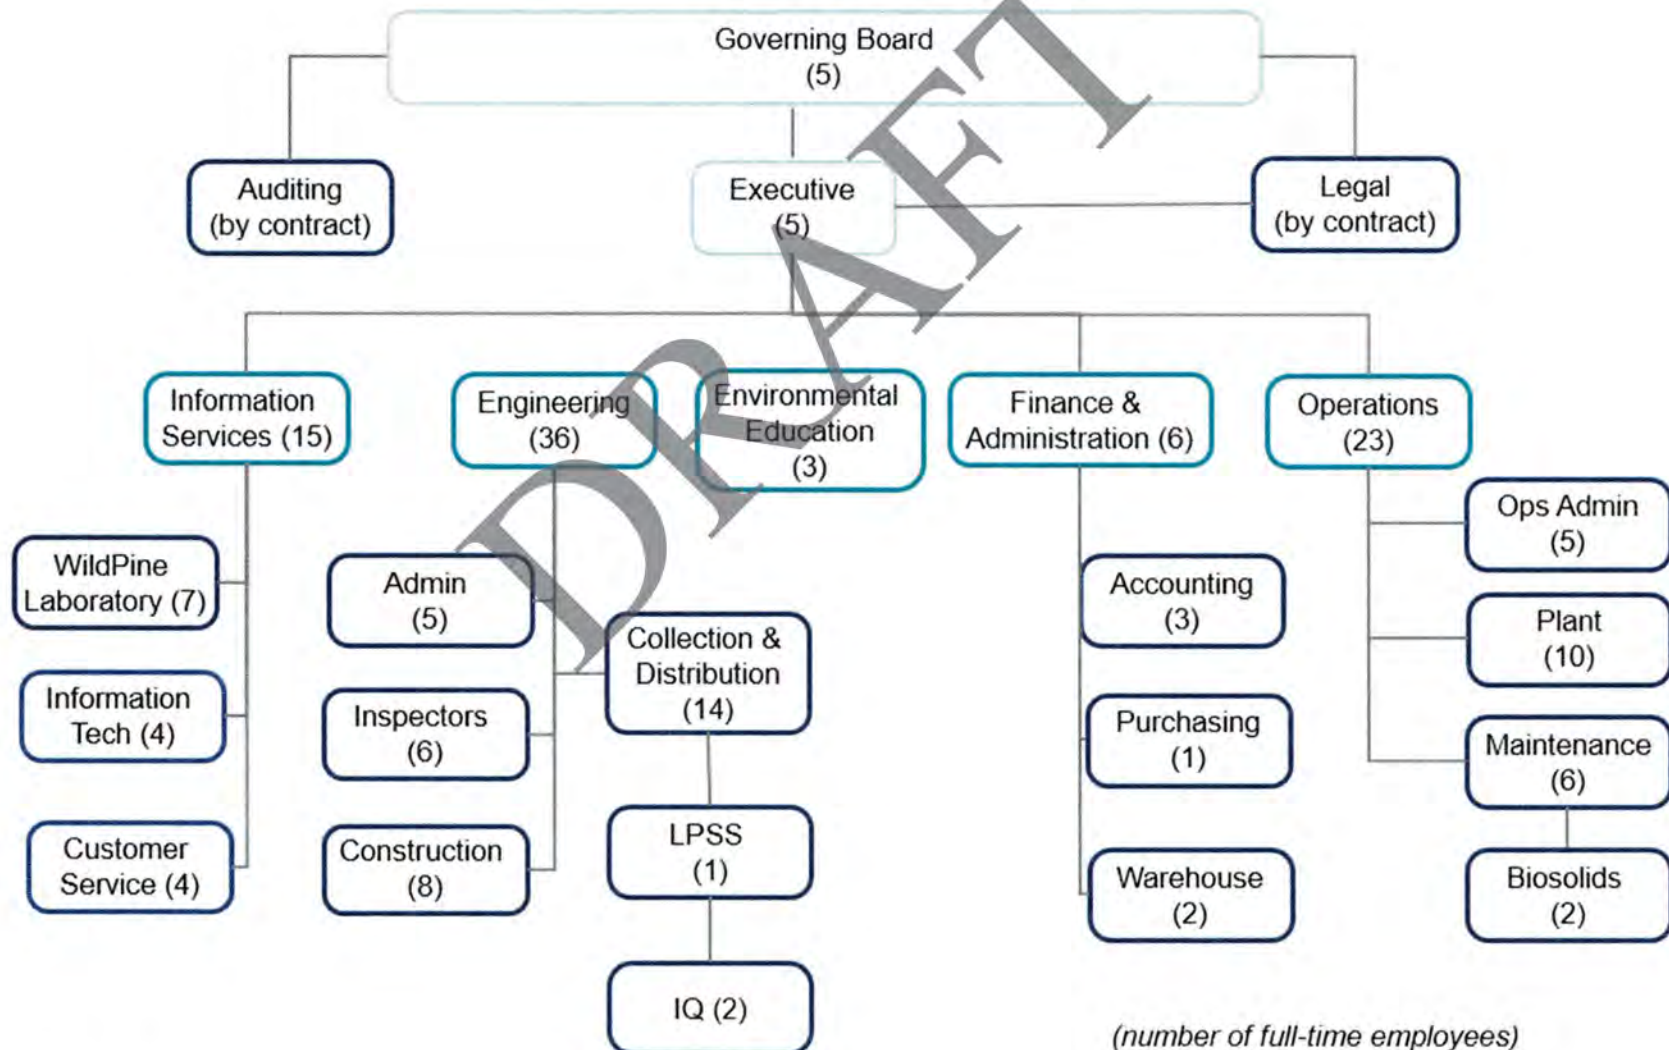 Governing Board
(5)
Auditing
(by contract)
Executive
(5)
Legal
(by contract)
Information
Services (15)
Engineering
(36)
Environmental
Education
(3)
Finance &
Administration (6)
Operations
(23)
WildPine
Laboratory (7)
Information
Tech (4)
Customer
Service (4)
Admin
(5)
Inspectors
(6)
Construction
(8)
Collection &
Distribution
(14)
LPSS
(1)
IQ (2)
Accounting
(3)
Purchasing
(1)
Warehouse
(2)
Ops Admin
(5)
Plant
(10)
Maintenance
(6)
Biosolids
(2)
(number of full-time employees)
DRAFT